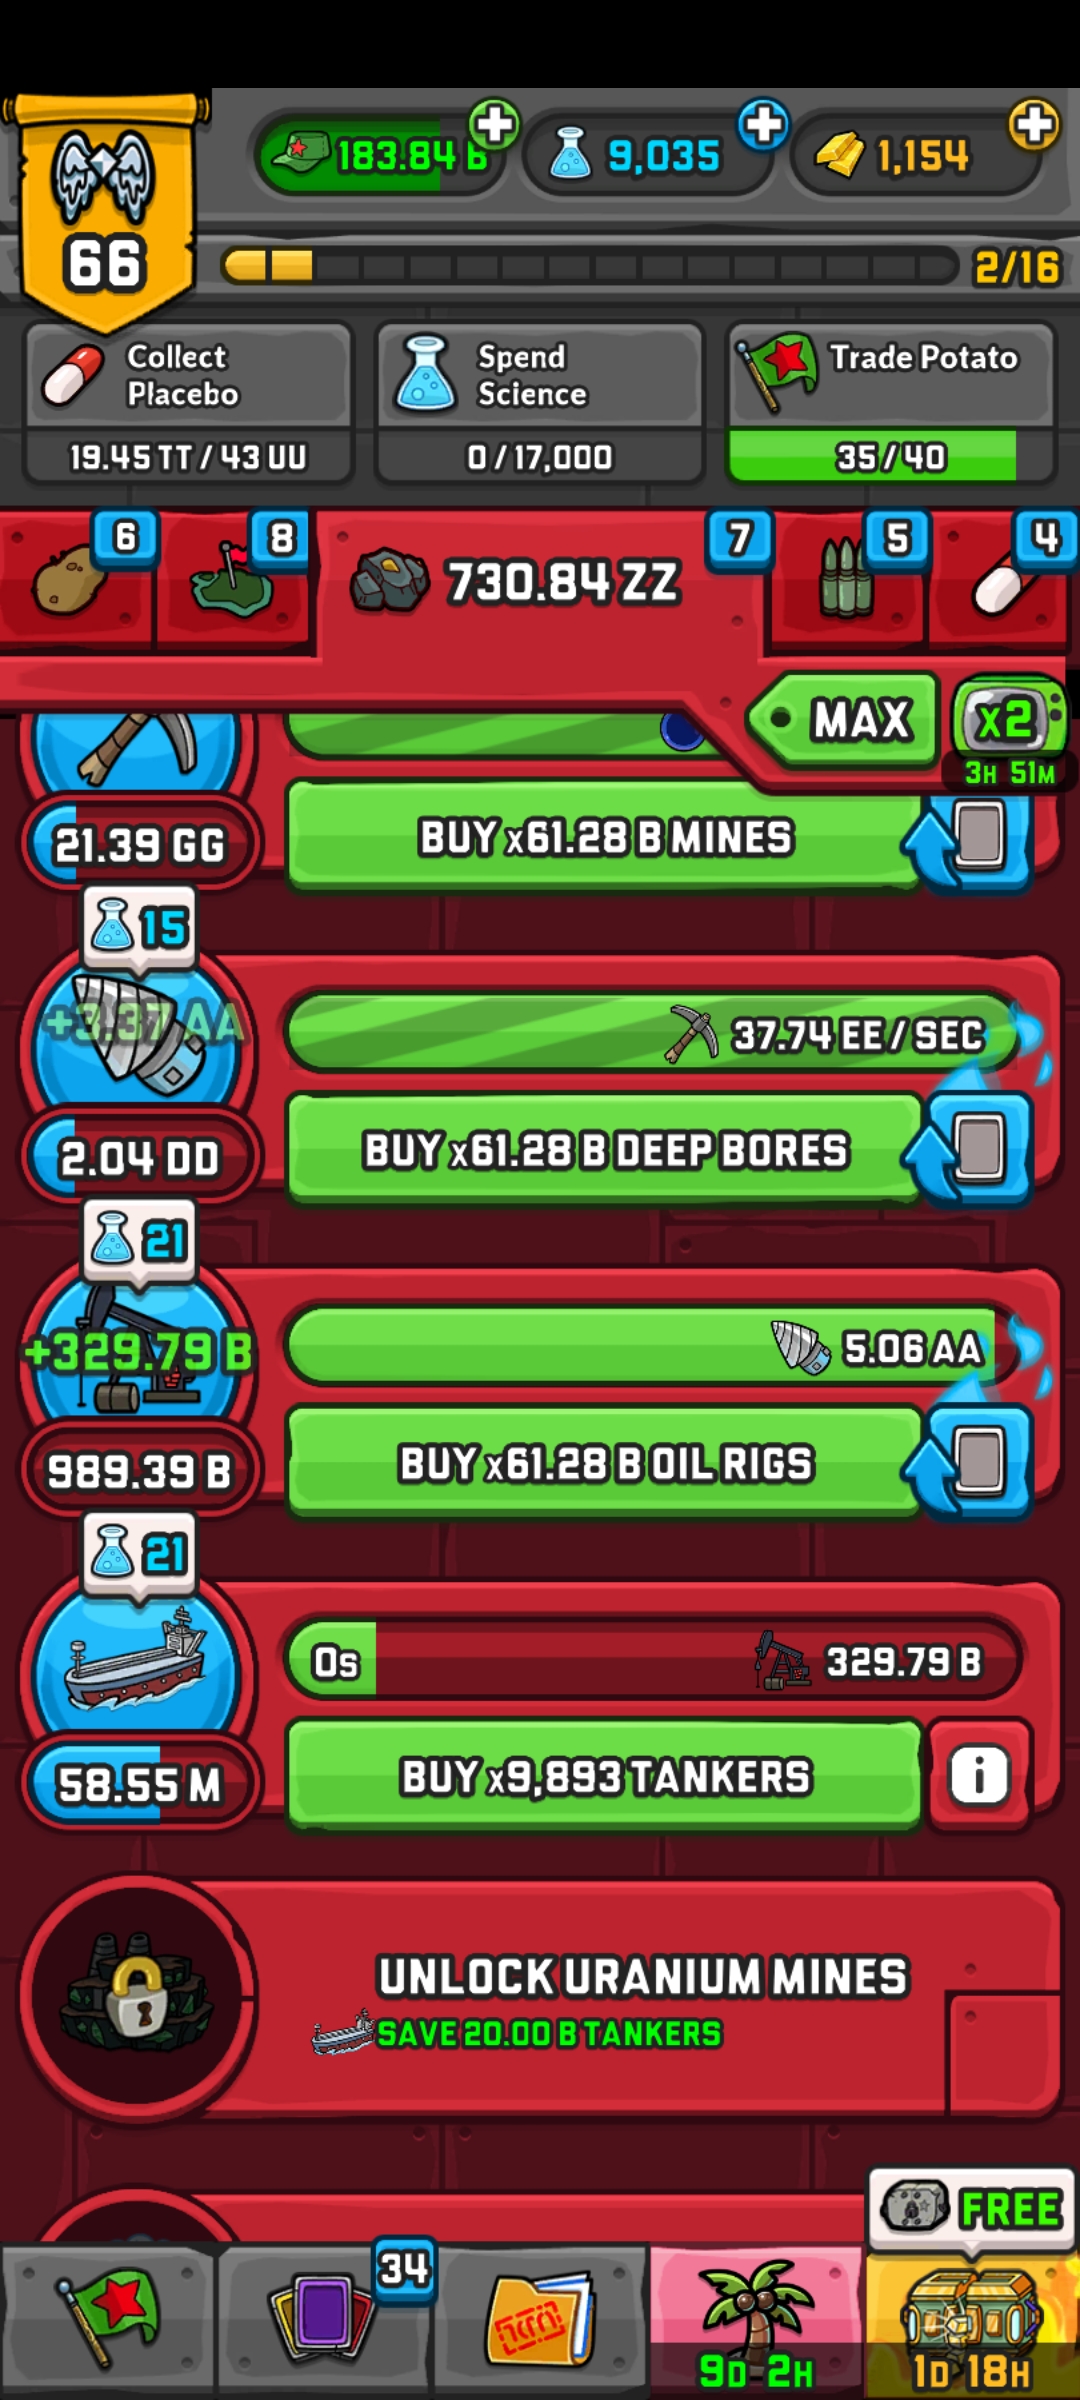 183.84 B
9,035
1,154
66
2/16
Collect
Placebo
19.45 TT / 43 UU
Spend
Science
0 / 17,000
Trade Potato
35 / 40
6
8
730.84 ZZ
7
5
4
MAX
x2
3H 51M
21.39 GG
BUY x61.28 B MINES
15
+3.37 AA
37.74 EE / SEC
2.04 DD
BUY x61.28 B DEEP BORES
21
+329.79 B
5.06 AA
989.39 B
BUY x61.28 B OIL RIGS
21
0s
329.79 B
58.55 M
BUY x9,893 TANKERS
i
UNLOCK URANIUM MINES
SAVE 20.00 B TANKERS
FREE
34
9D 2H
1D 18H